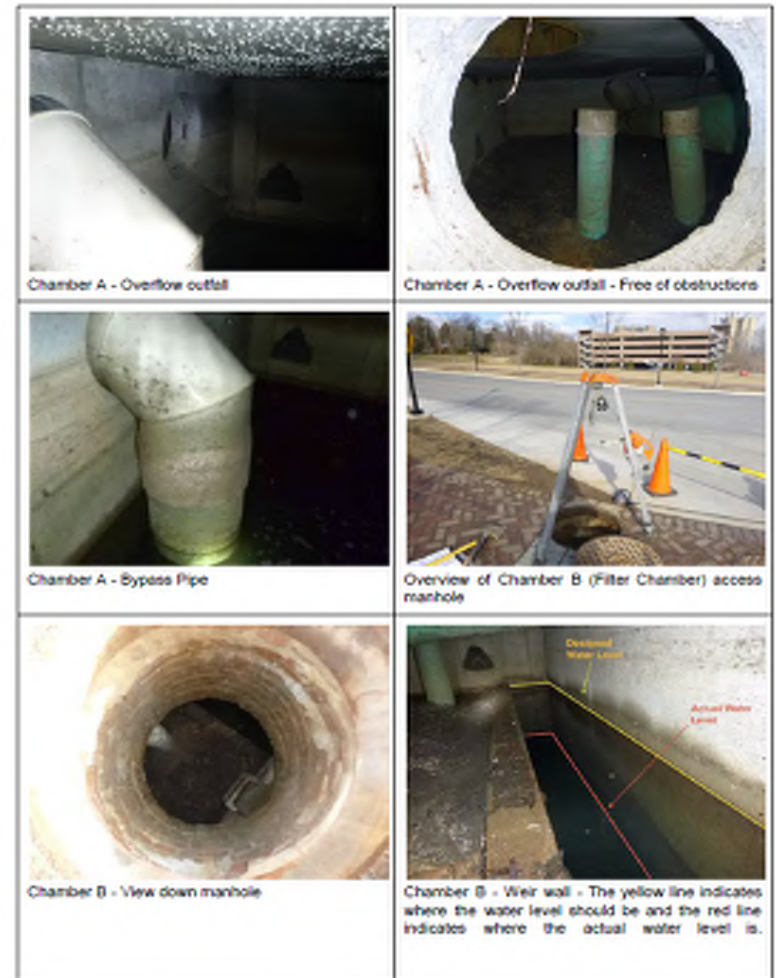 Chamber A - Overflow outfall
Chamber A - Overflow outfall - Free of obstructions
Chamber A - Bypass Pipe
Overview of Chamber B (Filter Chamber) access
manhole
Chamber B - View down manhole
Designed
Water Level
Actual Water
Level
Chamber B - Weir wall - The yellow line indicates
where the water level should be and the red line
indicates where the actual water level is.